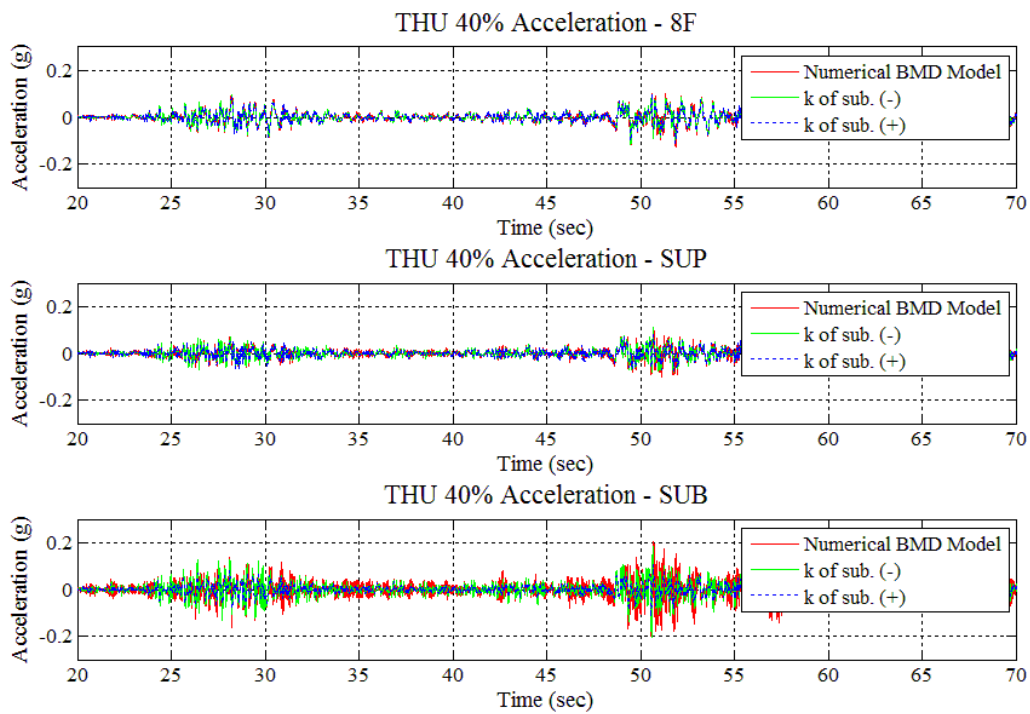 THU 40% Acceleration - 8F
Acceleration (g)
0.2
0
-0.2
Numerical BMD Model
k of sub. (-)
k of sub. (+)
20 25 30 35 40 45 50 55 60 65 70
Time (sec)
THU 40% Acceleration - SUP
Acceleration (g)
0.2
0
-0.2
Numerical BMD Model
k of sub. (-)
k of sub. (+)
20 25 30 35 40 45 50 55 60 65 70
Time (sec)
THU 40% Acceleration - SUB
Acceleration (g)
0.2
0
-0.2
Numerical BMD Model
k of sub. (-)
k of sub. (+)
20 25 30 35 40 45 50 55 60 65 70
Time (sec)